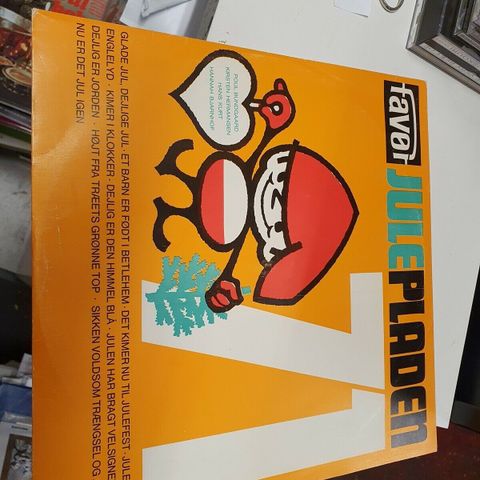 favør JULEPLADEN
71
POUL BUNDGAARD
KIRSTEN HERMANSEN
HANS KURT
HANNAH BJARNHOF
GLADE JUL, DEJLIGE JUL · ET BARN ER FØDT I BETLEHEM · DET KIMER NU TIL JULEFEST · JULE
ENGLELYD · KIMER I KLOKKER · DEJLIG ER DEN HIMMEL BLÅ · JULEN HAR BRAGT VELSIGNE
DEJLIG ER JORDEN · HØJT FRA TRÆETS GRØNNE TOP · SIKKEN VOLDSOM TRÆNGSEL OG
NU ER DET JUL IGEN